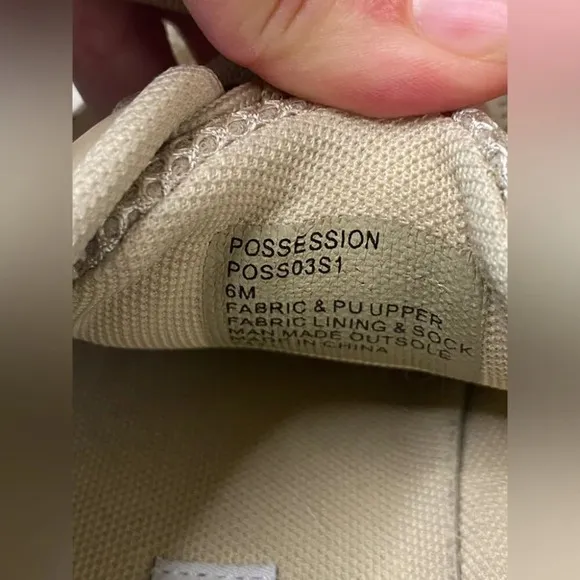 POSSESSION
POSS03S1
6M
FABRIC & PU UPPER
FABRIC LINING & SOCK
MAN MADE OUTSOLE
MADE IN CHINA